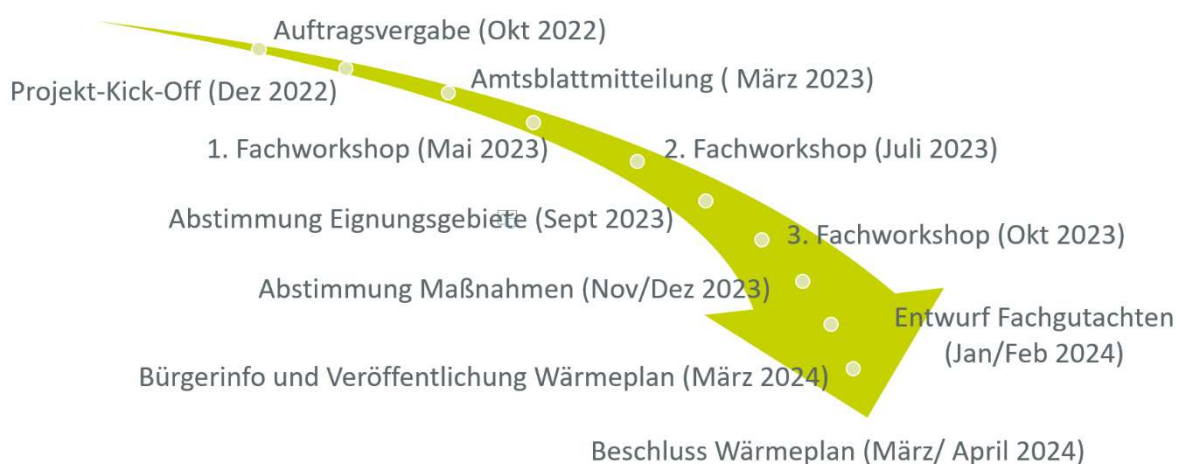 Auftragsvergabe (Okt 2022)
Projekt-Kick-Off (Dez 2022)
Amtsblattmitteilung ( März 2023)
1. Fachworkshop (Mai 2023)
2. Fachworkshop (Juli 2023)
Abstimmung Eignungsgebiete (Sept 2023)
3. Fachworkshop (Okt 2023)
Abstimmung Maßnahmen (Nov/Dez 2023)
Entwurf Fachgutachten
(Jan/Feb 2024)
Bürgerinfo und Veröffentlichung Wärmeplan (März 2024)
Beschluss Wärmeplan (März/ April 2024)